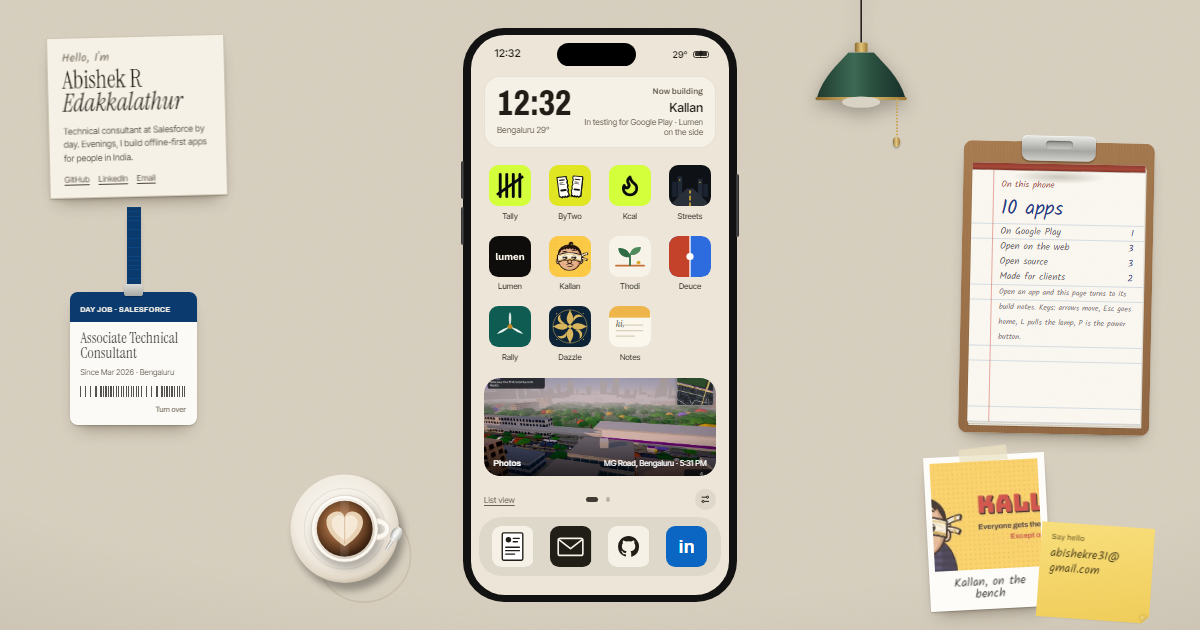 Hello, I'm
Abishek R
Edakkalathur
Technical consultant at Salesforce by
day. Evenings, I build offline-first apps
for people in India.
GitHub LinkedIn Email
DAY JOB · SALESFORCE
Associate Technical
Consultant
Since Mar 2026 · Bengaluru
Turn over
12:32
29°
12:32
Bengaluru 29°
Now building
Kallan
In testing for Google Play · Lumen
on the side
Tally
ByTwo
Kcal
Streets
lumen
Lumen
Kallan
Thodi
Deuce
Rally
Dazzle
hi,
Notes
Photos
MG Road, Bengaluru · 5:31 PM
List view
in
On this phone
10 apps
On Google Play 1
Open on the web 3
Open source 3
Made for clients 2
Open an app and this page turns to its
build notes. Keys: arrows move, Esc goes
home, L pulls the lamp, P is the power
button.
KALL
Everyone gets the
Except o
Kallan, on the
bench
Say hello
abishekre31@
gmail.com